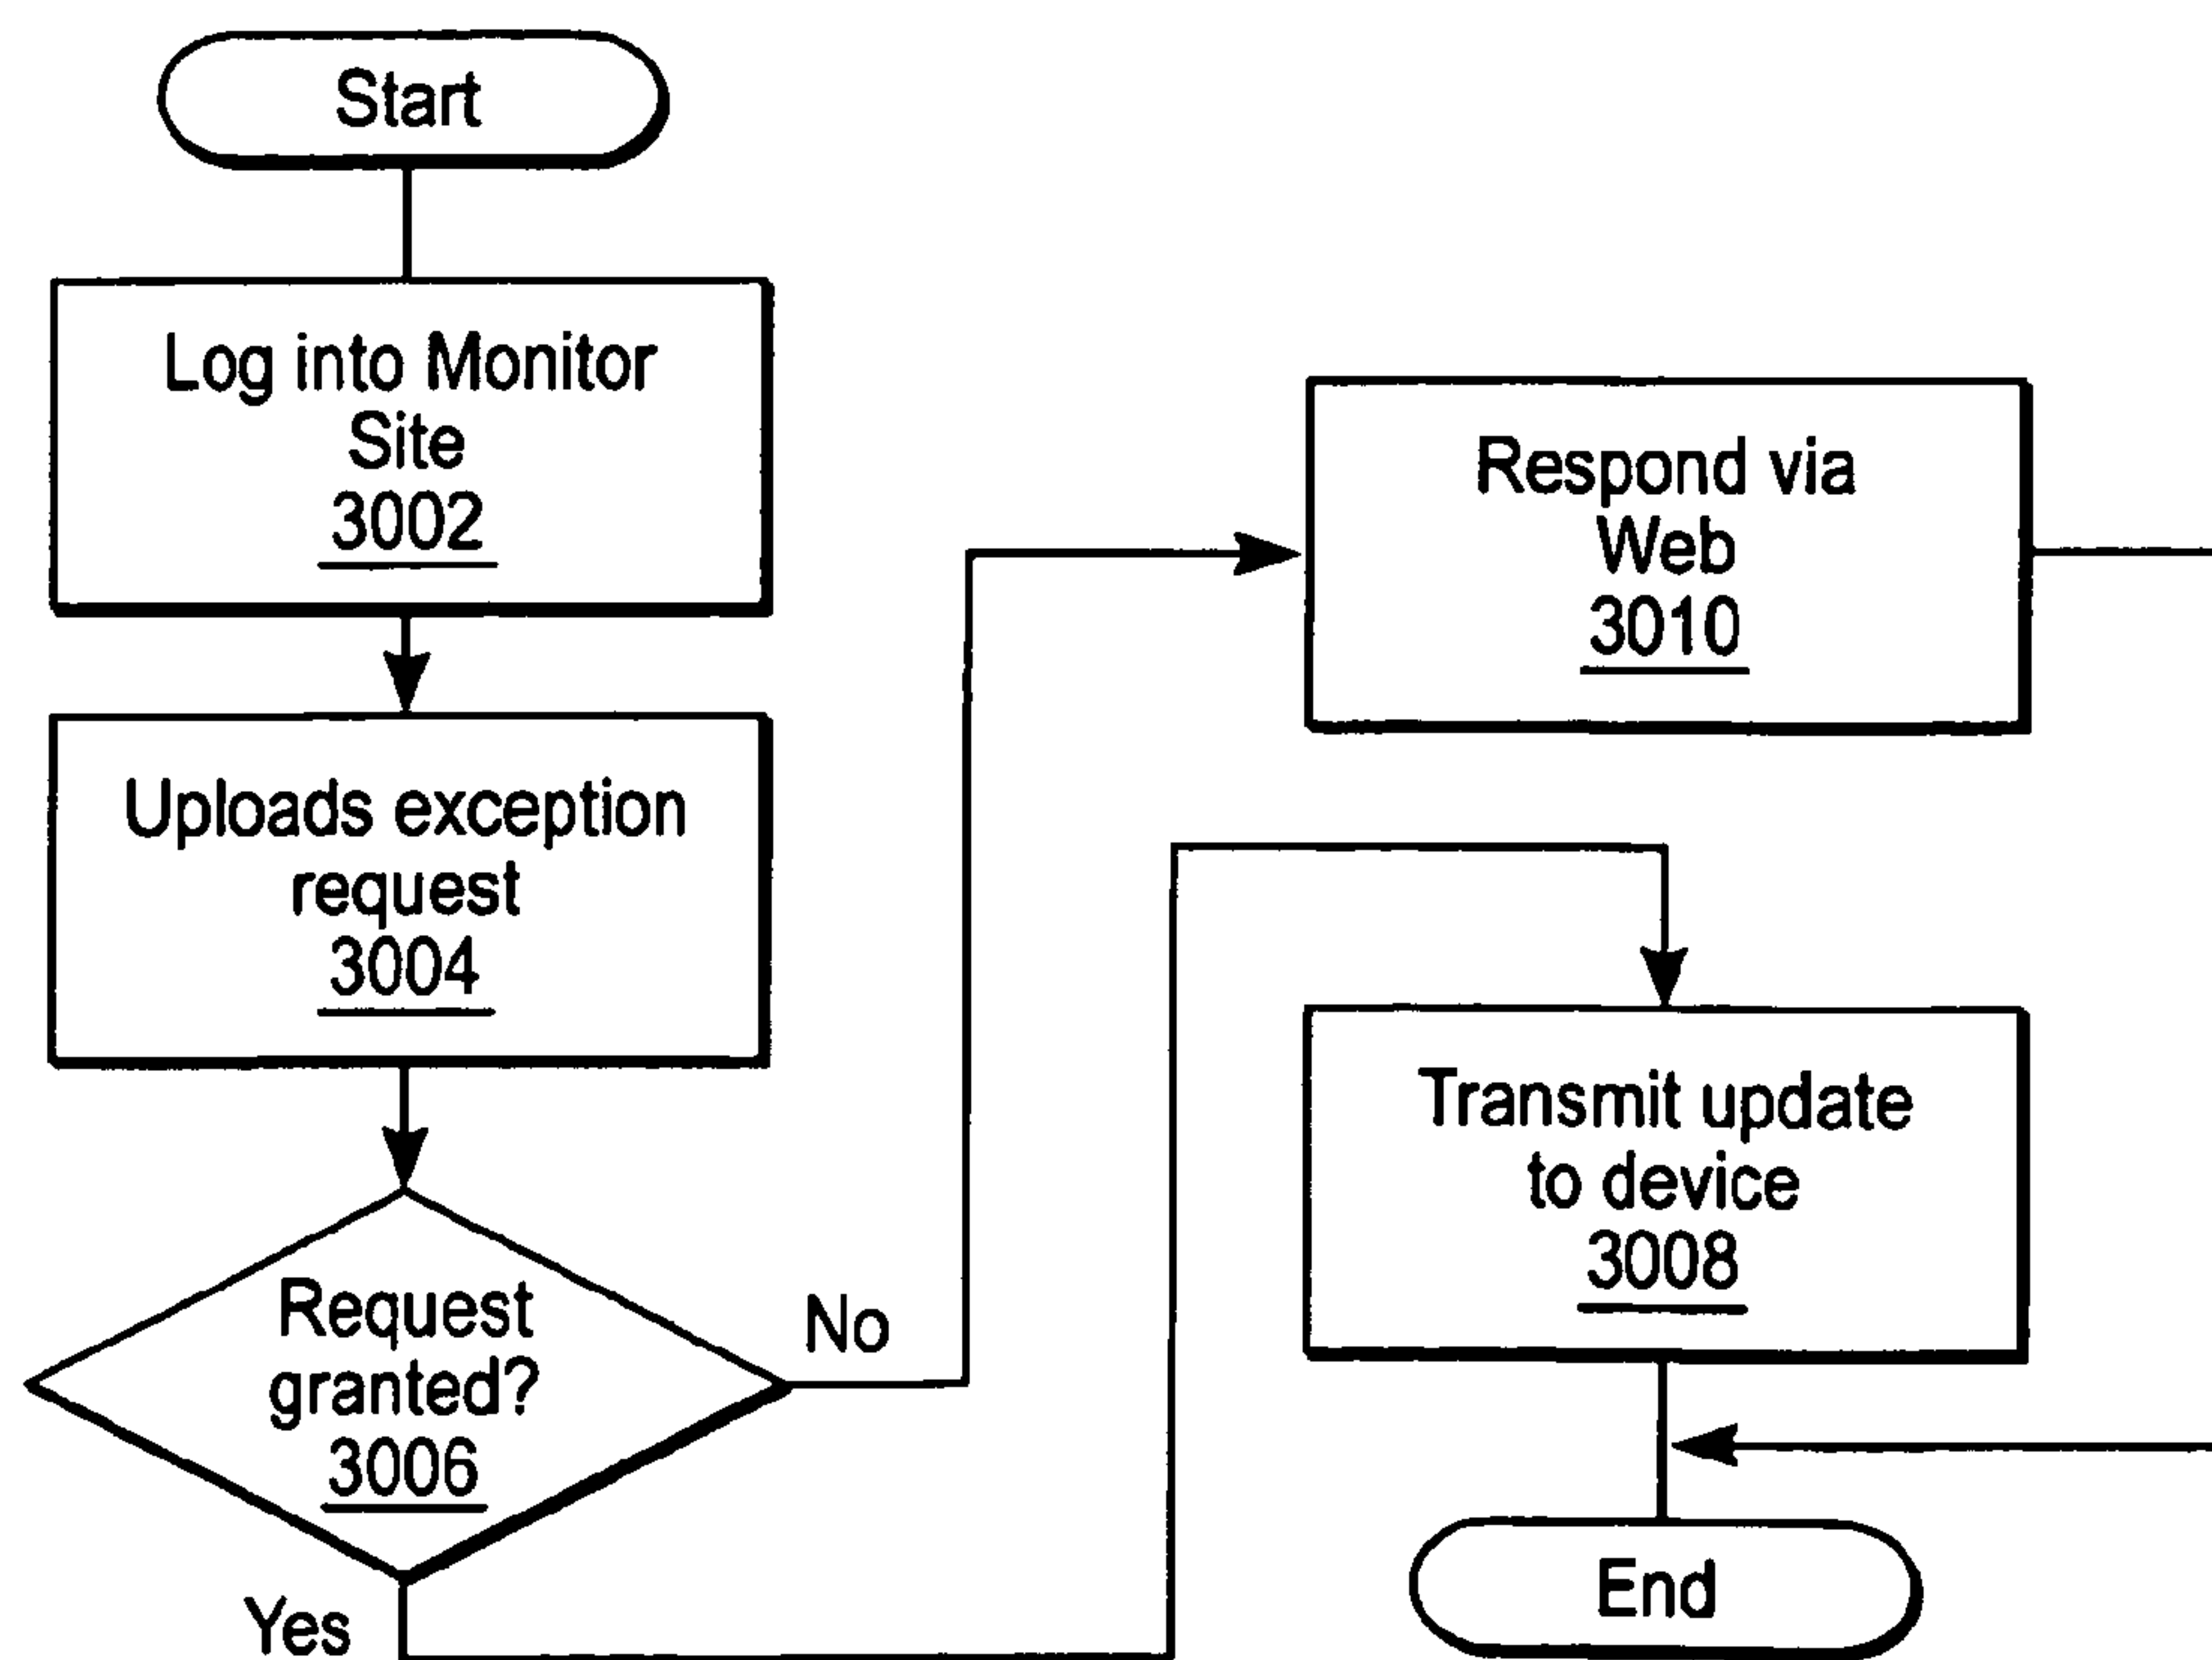 Start
Log into Monitor
Site
3002
Uploads exception
request
3004
Request
granted?
3006
No
Yes
Respond via
Web
3010
Transmit update
to device
3008
End